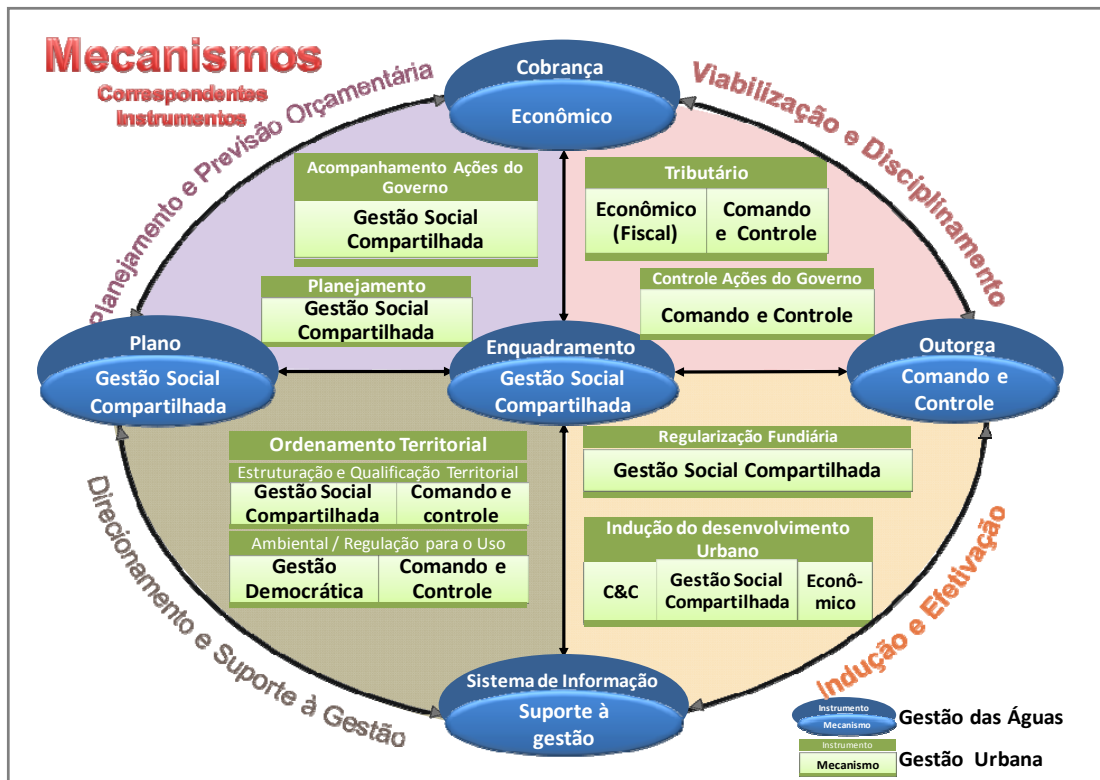 Mecanismos
Correspondentes
Instrumentos
Planejamento e Previsão Orçamentária
Viabilização e Disciplinamento
Cobrança
Econômico
Acompanhamento Ações do
Governo
Gestão Social
Compartilhada
Tributário
Econômico
(Fiscal)
Comando
e Controle
Planejamento
Gestão Social
Compartilhada
Controle Ações do Governo
Comando e Controle
Plano
Gestão Social
Compartilhada
Enquadramento
Gestão Social
Compartilhada
Outorga
Comando e
Controle
Ordenamento Territorial
Estruturação e Qualificação Territorial
Gestão Social
Compartilhada
Comando e
controle
Ambiental / Regulação para o Uso
Gestão
Democrática
Comando e
Controle
Regularização Fundiária
Gestão Social Compartilhada
Indução do desenvolvimento
Urbano
C&C
Gestão Social
Compartilhada
Econô-
mico
Direcionamento e Suporte à Gestão
Indução e Efetivação
Sistema de Informação
Suporte à
gestão
Instrumento
Mecanismo
Gestão das Águas
Instrumento
Mecanismo
Gestão Urbana